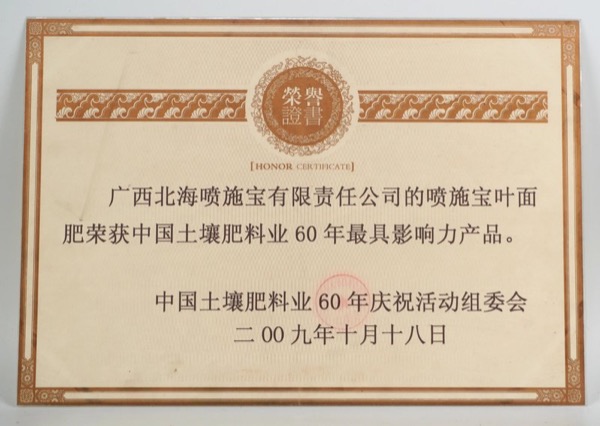 榮譽
證書
[HONOR CERTIFICATE]
广西北海喷施宝有限责任公司的喷施宝叶面
肥荣获中国土壤肥料业60年最具影响力产品。
中国土壤肥料业60年庆祝活动组委会
二00九年十月十八日